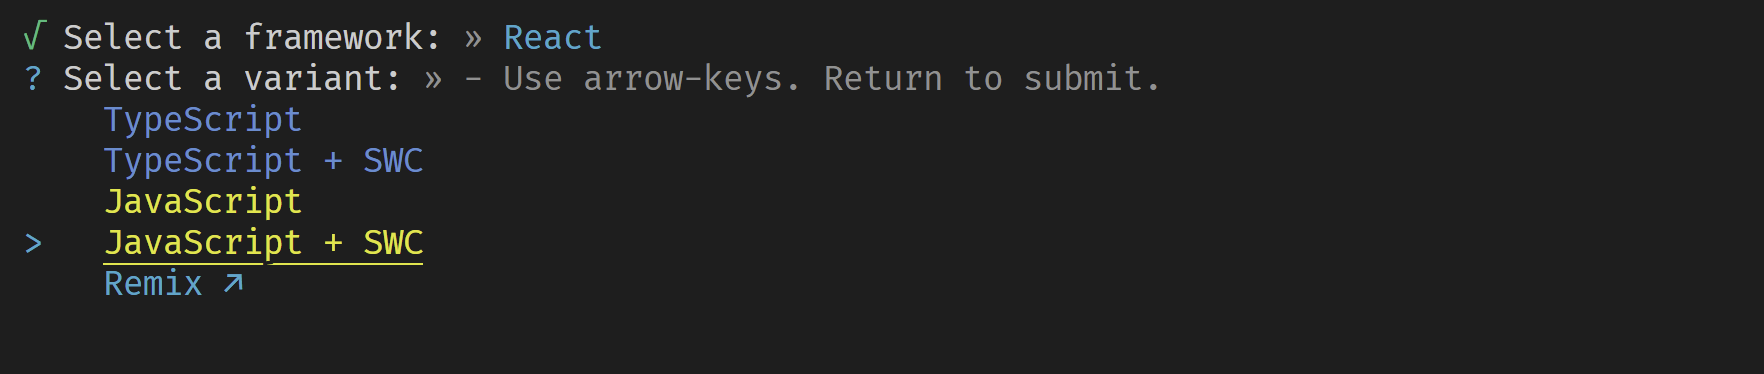 √ Select a framework: » React
? Select a variant: » - Use arrow-keys. Return to submit.
TypeScript
TypeScript + SWC
JavaScript
> JavaScript + SWC
Remix ↗